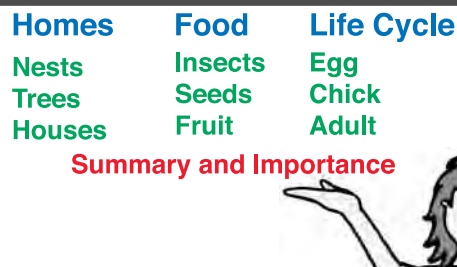 Homes Food Life Cycle
Nests Insects Egg
Trees Seeds Chick
Houses Fruit Adult
Summary and Importance